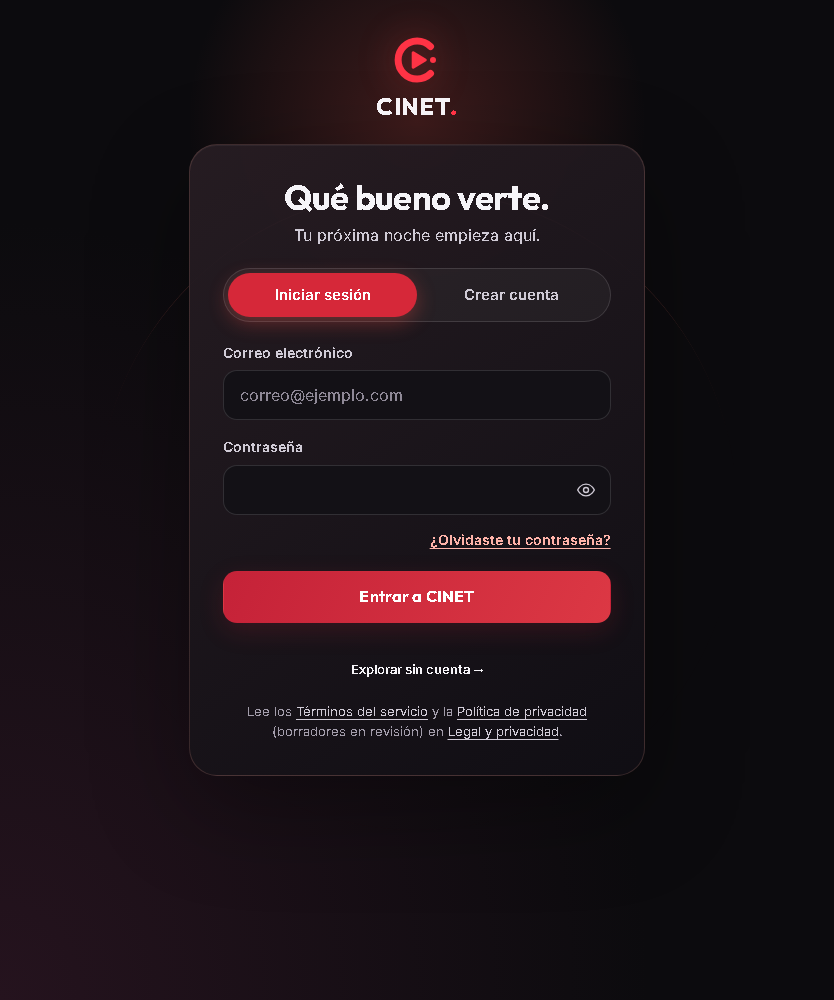 CINET.
Qué bueno verte.
Tu próxima noche empieza aquí.
Iniciar sesión
Crear cuenta
Correo electrónico
correo@ejemplo.com
Contraseña
¿Olvidaste tu contraseña?
Entrar a CINET
Explorar sin cuenta →
Lee los Términos del servicio y la Política de privacidad
(borradores en revisión) en Legal y privacidad.